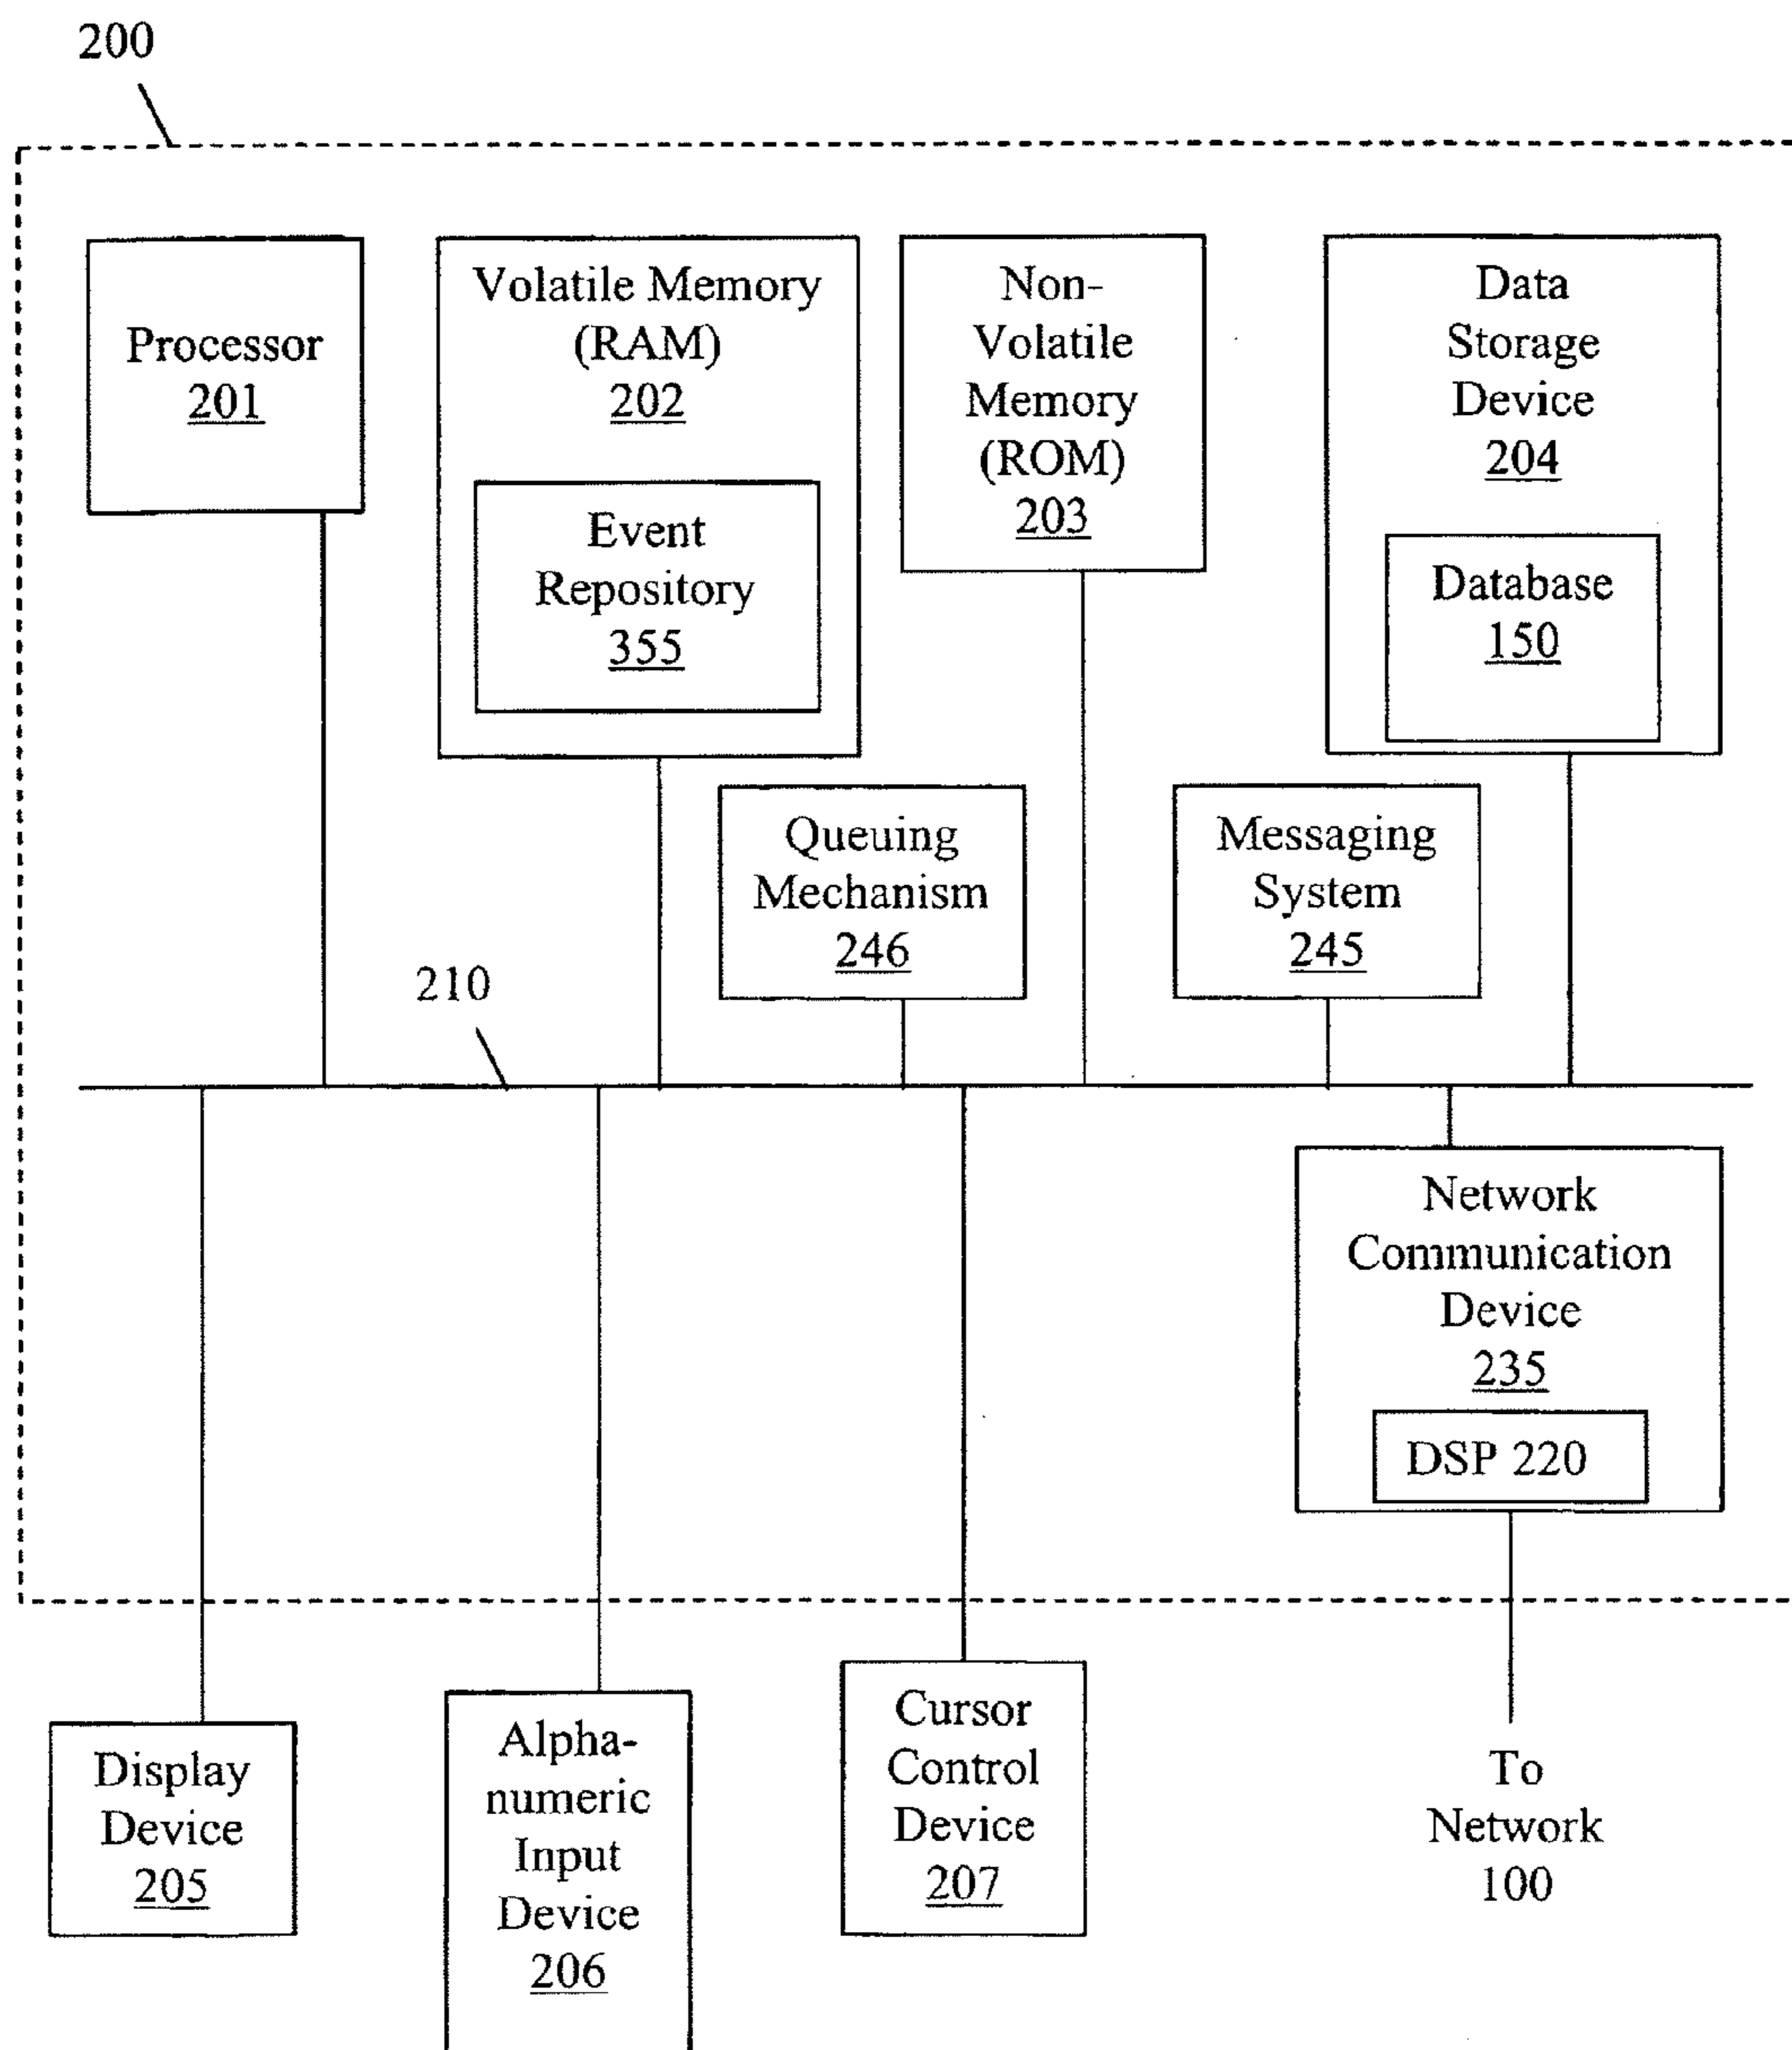 200
Processor
201
Volatile Memory
(RAM)
202
Event
Repository
355
Non-
Volatile
Memory
(ROM)
203
Data
Storage
Device
204
Database
150
Queuing
Mechanism
246
Messaging
System
245
210
Network
Communication
Device
235
DSP 220
Display
Device
205
Alpha-
numeric
Input
Device
206
Cursor
Control
Device
207
To
Network
100